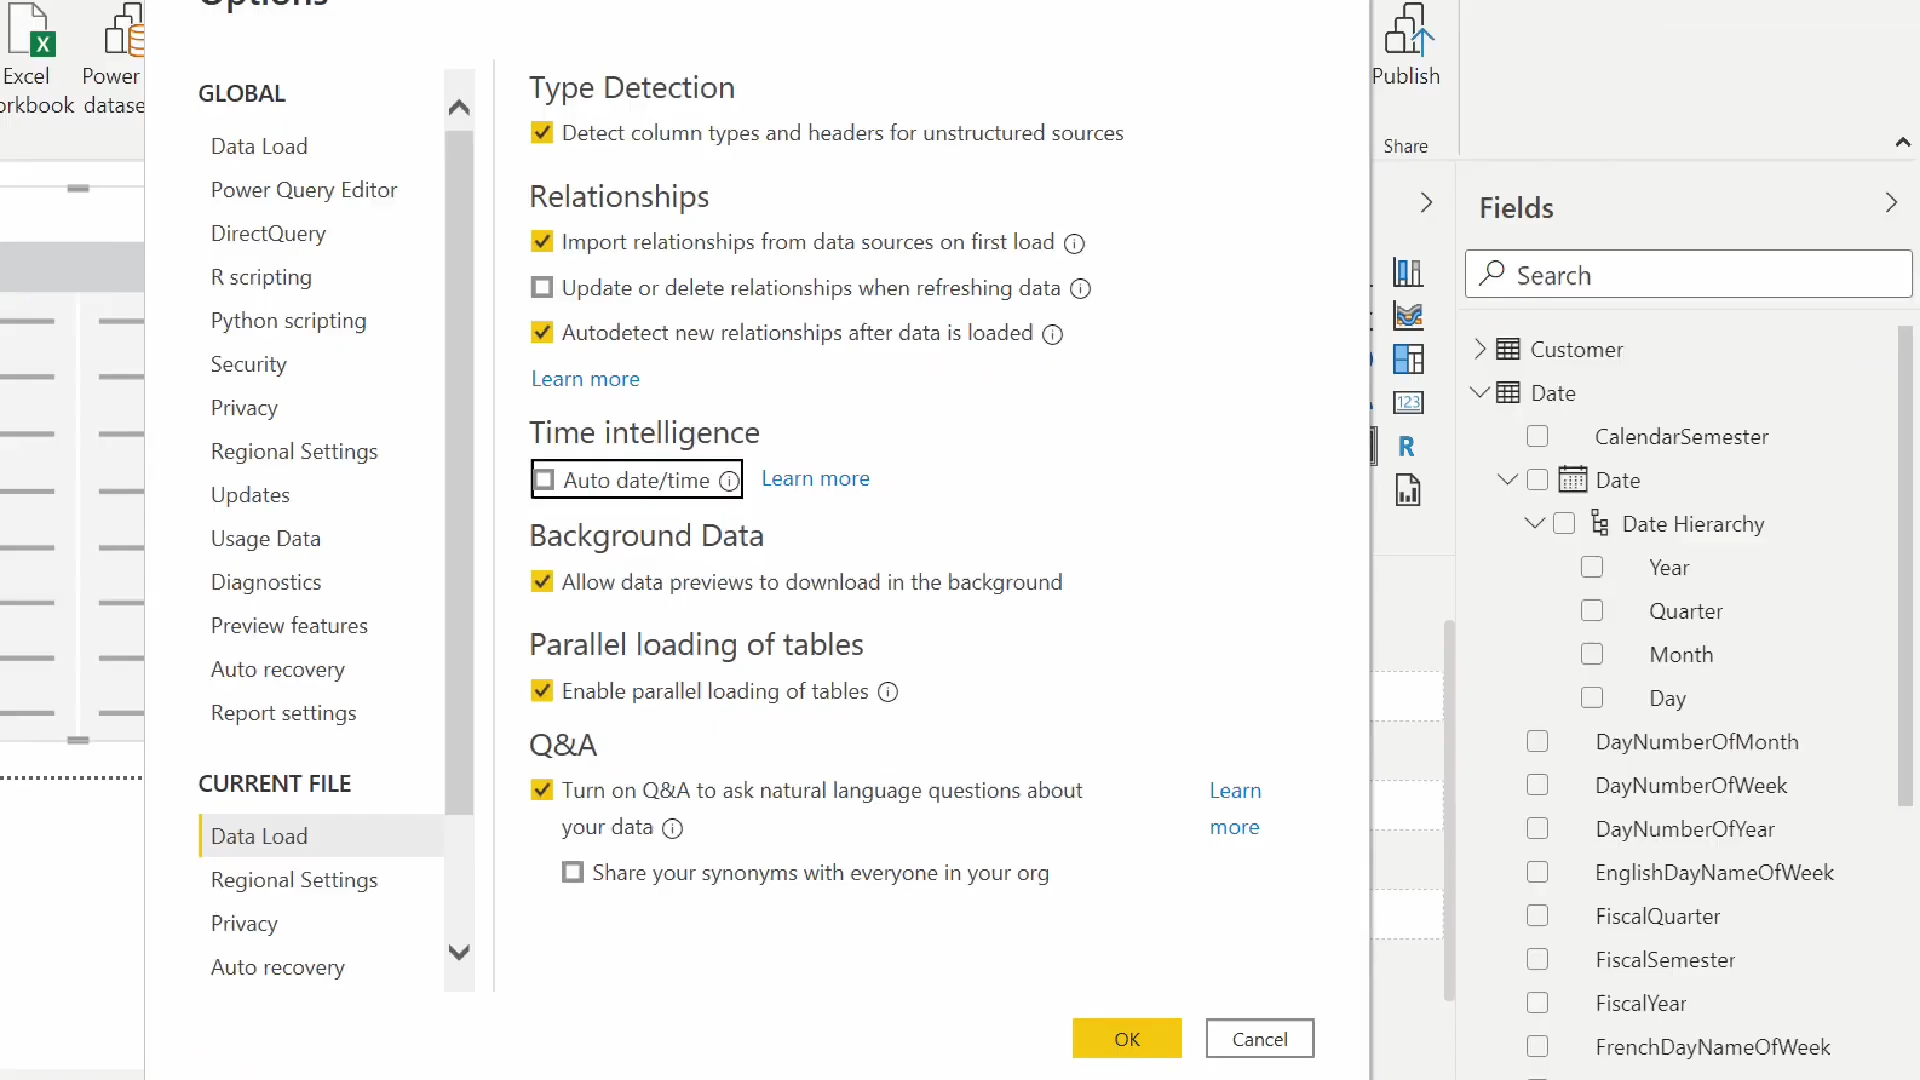 Options
Excel
orkbook
Power
datase
GLOBAL
Data Load
Power Query Editor
DirectQuery
R scripting
Python scripting
Security
Privacy
Regional Settings
Updates
Usage Data
Diagnostics
Preview features
Auto recovery
Report settings
CURRENT FILE
Data Load
Regional Settings
Privacy
Auto recovery
Type Detection
Detect column types and headers for unstructured sources
Relationships
Import relationships from data sources on first load
Update or delete relationships when refreshing data
Autodetect new relationships after data is loaded
Learn more
Time intelligence
Auto date/time Learn more
Background Data
Allow data previews to download in the background
Parallel loading of tables
Enable parallel loading of tables
Q&A
Turn on Q&A to ask natural language questions about
your data
Learn
more
Share your synonyms with everyone in your org
OK
Cancel
Publish
Share
123
R
Fields
Search
Customer
Date
CalendarSemester
Date
Date Hierarchy
Year
Quarter
Month
Day
DayNumberOfMonth
DayNumberOfWeek
DayNumberOfYear
EnglishDayNameOfWeek
FiscalQuarter
FiscalSemester
FiscalYear
FrenchDayNameOfWeek